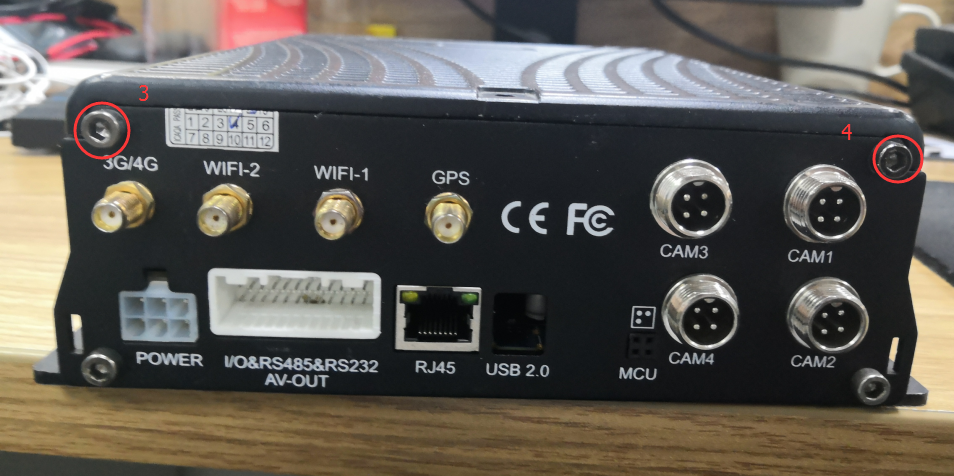 3
4
1 2 3 4 5 6
7 8 9 10 11 12
3G/4G
WIFI-2
WIFI-1
GPS
CE FC
CAM3
CAM1
POWER
I/O&RS485&RS232
AV-OUT
RJ45
USB 2.0
MCU
CAM4
CAM2